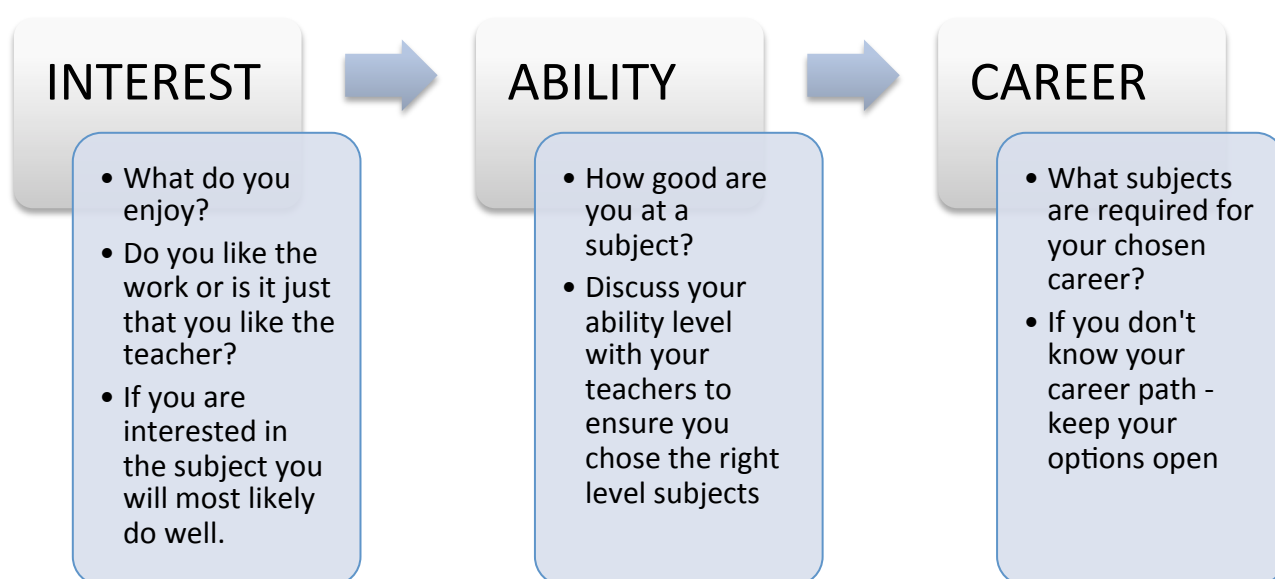 INTEREST
• What do you
enjoy?
• Do you like the
work or is it just
that you like the
teacher?
• If you are
interested in
the subject you
will most likely
do well.
ABILITY
• How good are
you at a
subject?
• Discuss your
ability level
with your
teachers to
ensure you
chose the right
level subjects
CAREER
• What subjects
are required for
your chosen
career?
• If you don't
know your
career path -
keep your
options open